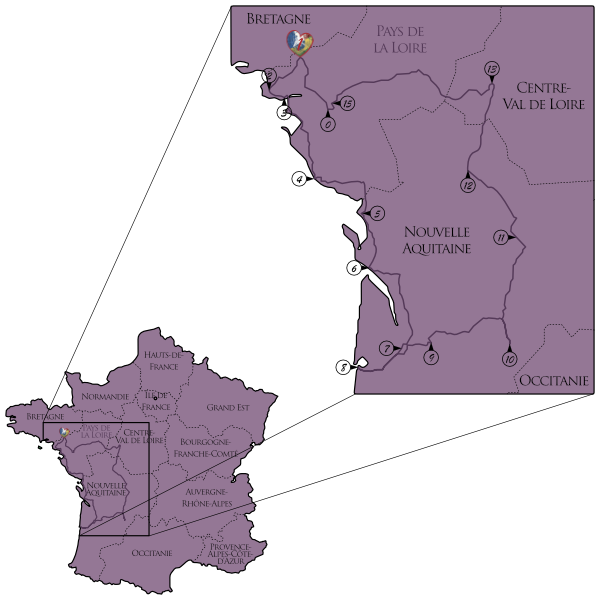 BRETAGNE
PAYS DE
LA LOIRE
2
13
CENTRE-
VAL DE LOIRE
15
3
0
4
12
5
NOUVELLE
AQUITAINE
11
6
7
9
10
8
OCCITANIE
HAUTS-DE-
FRANCE
NORMANDIE
ÎLE DE
FRANCE
GRAND EST
BRETAGNE
PAYS DE
LA LOIRE
CENTRE-
VAL DE LOIRE
BOURGOGNE-
FRANCHE-COMTÉ
NOUVELLE
AQUITAINE
AUVERGNE-
RHÔNE-ALPES
OCCITANIE
PROVENCE-
ALPES-CÔTE-
D'AZUR